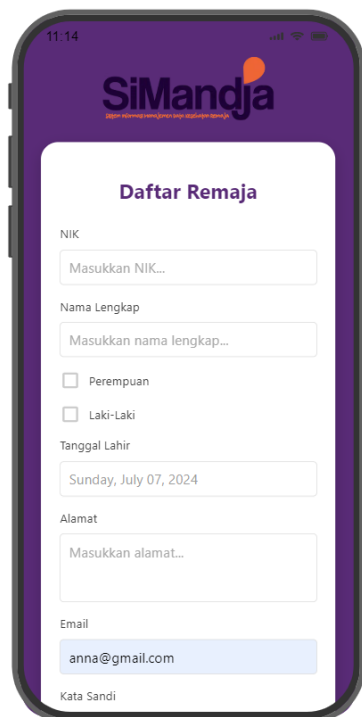 11:14
SiMandja
Daftar Remaja
NIK
Masukkan NIK...
Nama Lengkap
Masukkan nama lengkap...
Perempuan
Laki-Laki
Tanggal Lahir
Sunday, July 07, 2024
Alamat
Masukkan alamat...
Email
anna@gmail.com
Kata Sandi